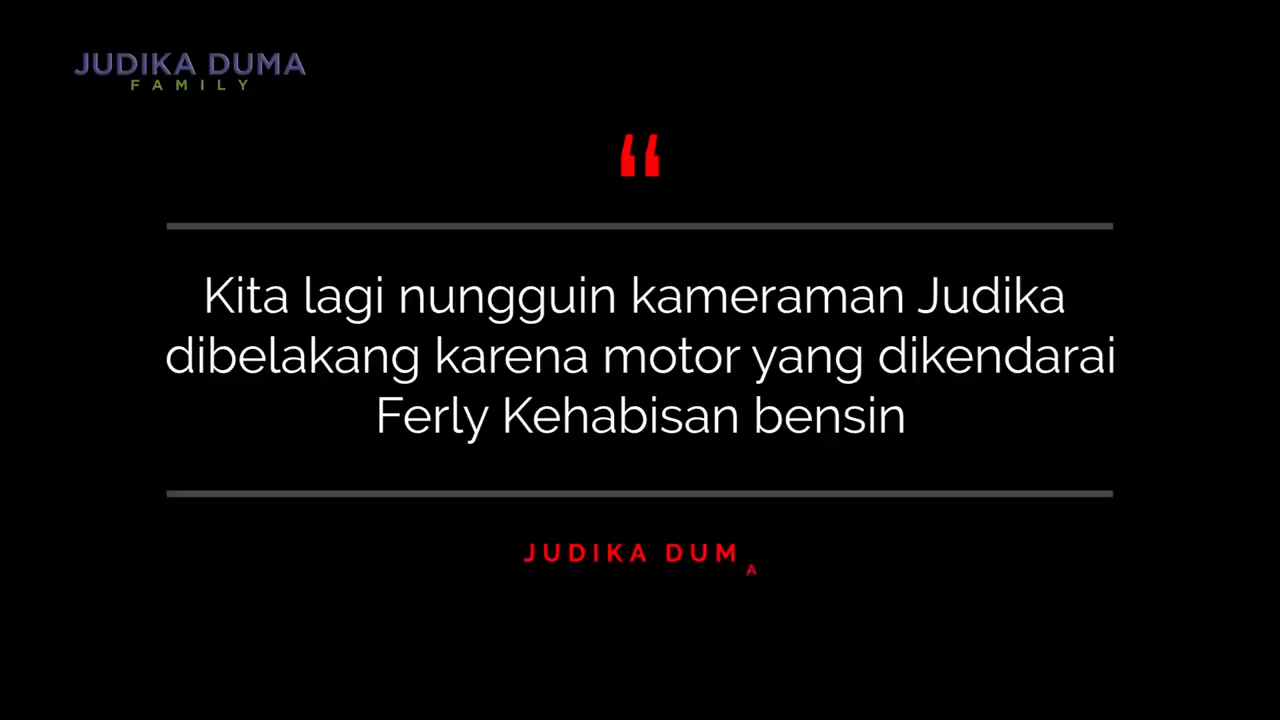 JUDIKA DUMA
FAMILY
“
Kita lagi nungguin kameraman Judika
dibelakang karena motor yang dikendarai
Ferly Kehabisan bensin
JUDIKA DUMA